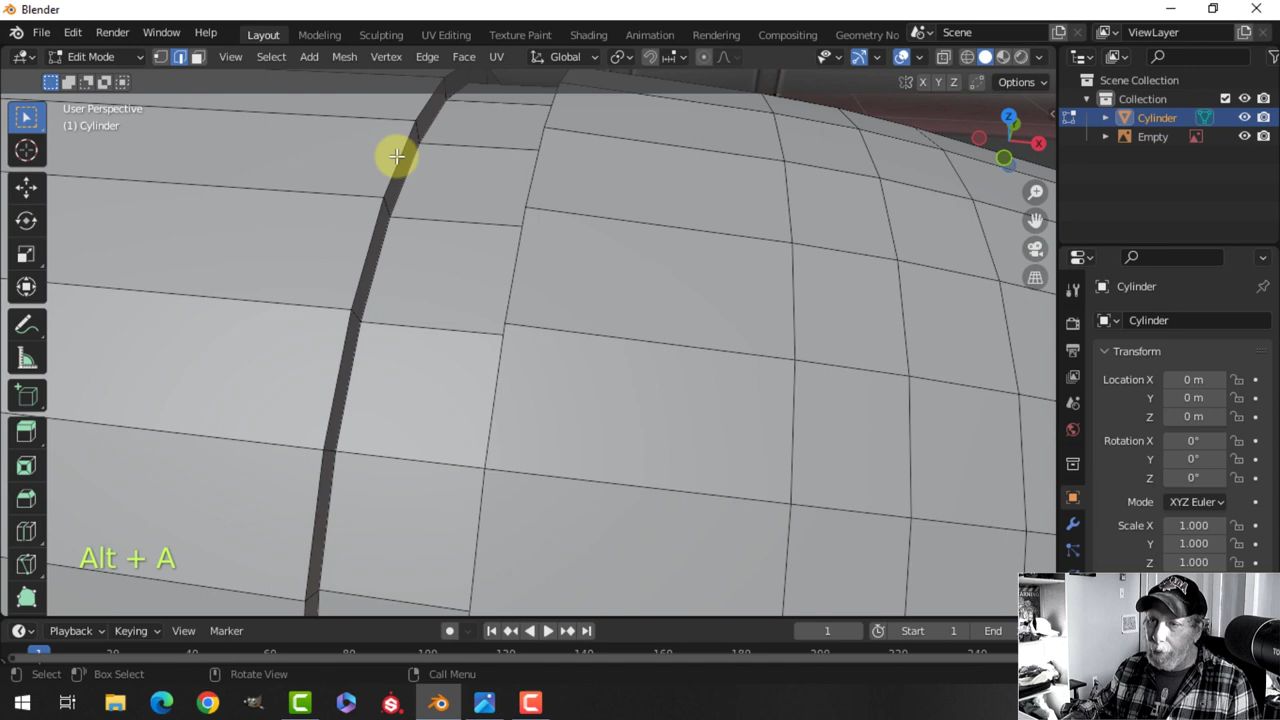 Blender
File Edit Render Window Help Layout Modeling Sculpting UV Editing Texture Paint Shading Animation Rendering Compositing Geometry No Scene ViewLayer
Edit Mode View Select Add Mesh Vertex Edge Face UV Global
X Y Z Options
User Perspective
(1) Cylinder
Scene Collection
Collection
Cylinder
Empty
Z
Y
X
Cylinder
Cylinder
Transform
Location X 0 m
Y 0 m
Z 0 m
Rotation X 0°
Y 0°
Z 0°
Mode XYZ Euler
Scale X 1.000
Y 1.000
Z 1.000
Alt + A
Playback Keying View Marker 1 Start 1 End
Select Box Select Rotate View Call Menu